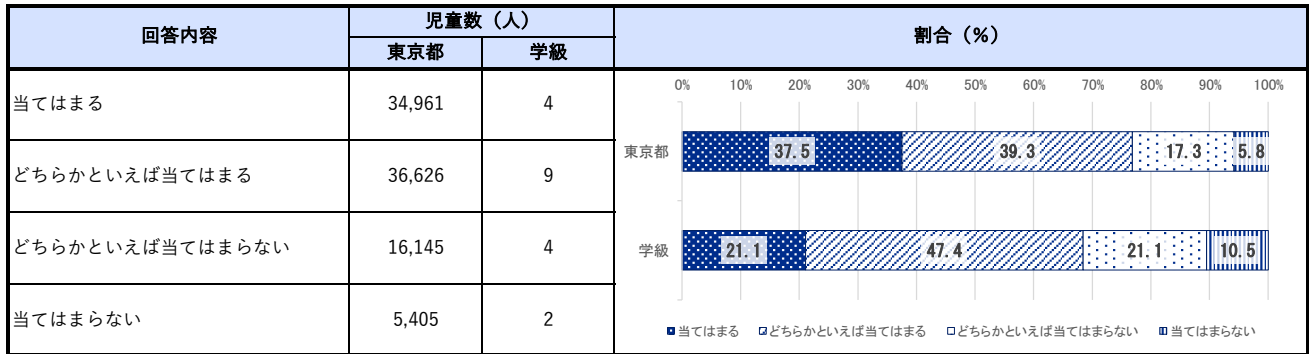 回答内容 児童数（人） 割合（%）
東京都 学級
当てはまる 34,961 4
どちらかといえば当てはまる 36,626 9
どちらかといえば当てはまらない 16,145 4
当てはまらない 5,405 2
0% 10% 20% 30% 40% 50% 60% 70% 80% 90% 100%
東京都 37.5 39.3 17.3 5.8
学級 21.1 47.4 21.1 10.5
当てはまる どちらかといえば当てはまる どちらかといえば当てはまらない 当てはまらない